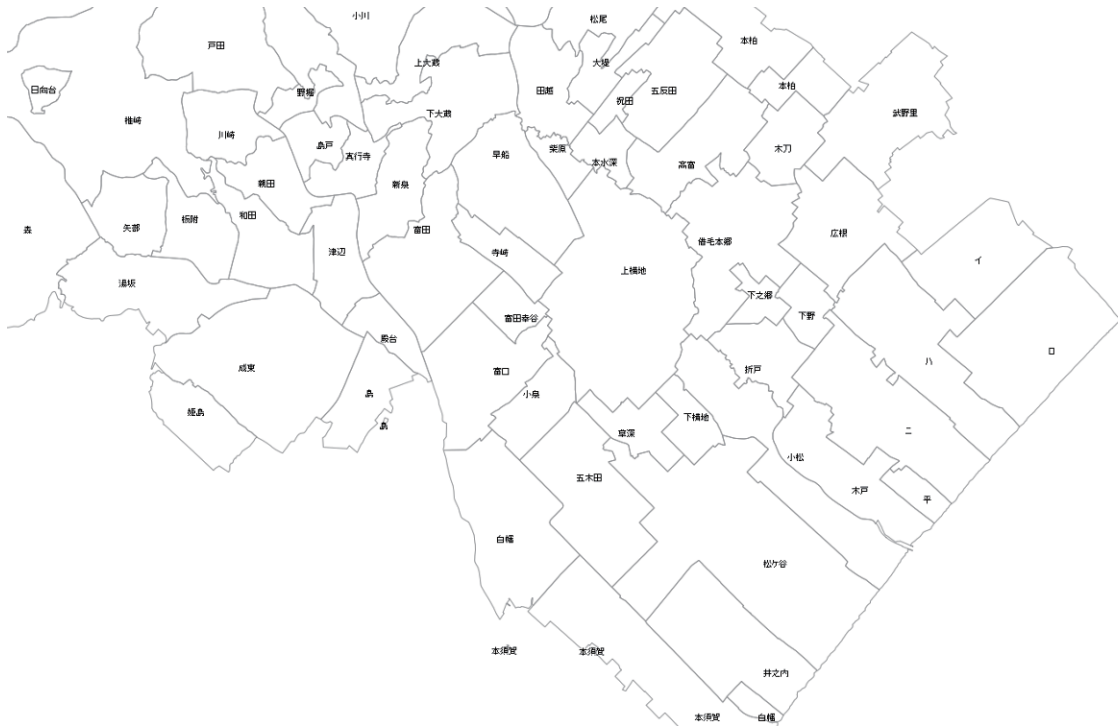 小川
松尾
本柏
戸田
上大蔵
大堤
日向台
野堀
田越
祝田
五反田
本柏
椎崎
川崎
下大蔵
武野里
島戸
真行寺
早船
柴原
本水深
高富
木刀
親田
新泉
森
矢部
板附
和田
富田
津辺
寺崎
借毛本郷
広根
イ
湯坂
上横地
下之郷
下野
富田幸谷
殿台
ロ
成東
富口
折戸
ハ
姫島
島
島
小泉
下横地
草深
ニ
小松
五木田
木戸
平
白幡
松ケ谷
本須賀
本須賀
井之内
本須賀
白幡